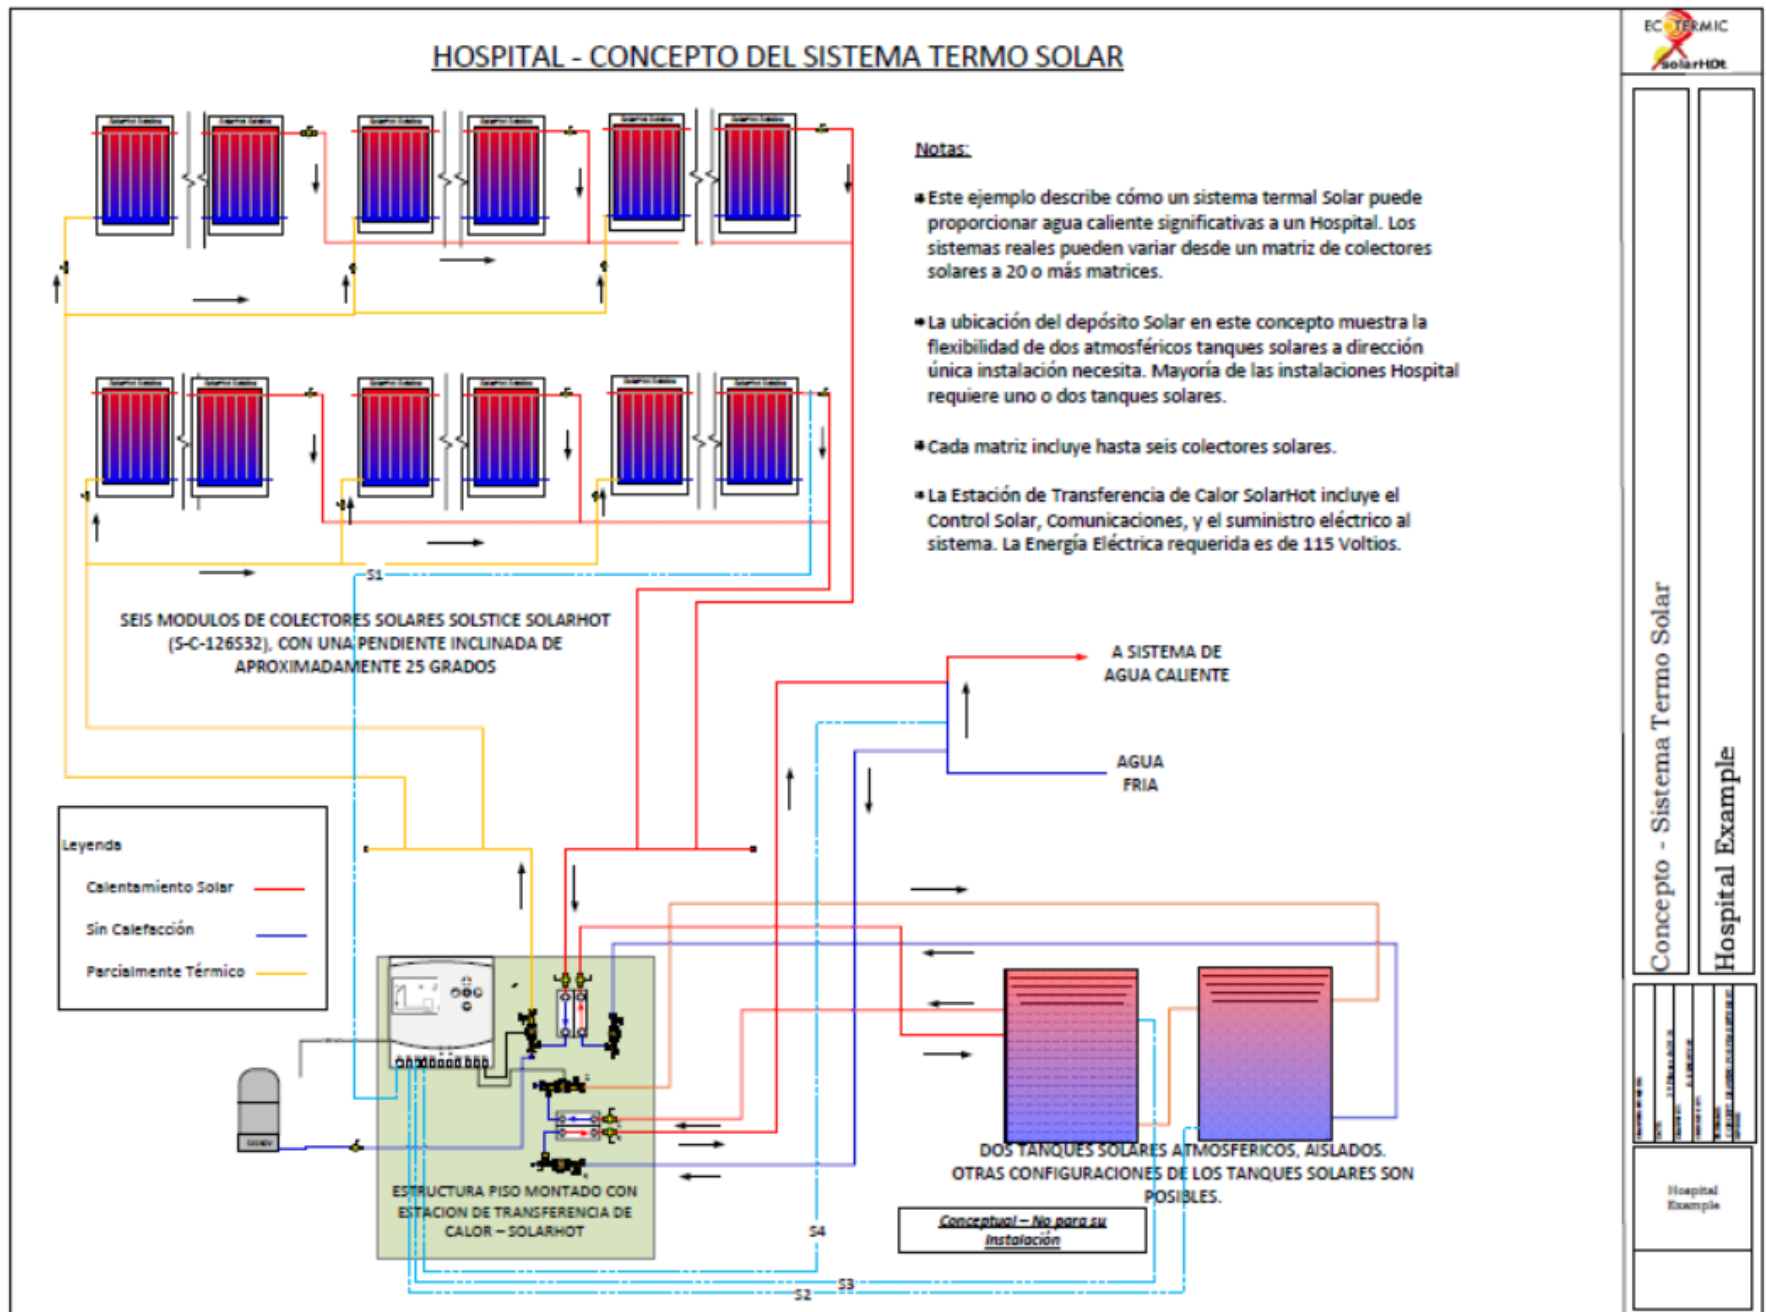 HOSPITAL - CONCEPTO DEL SISTEMA TERMO SOLAR
ECOTERMIC
solarHOt
Notas:
Este ejemplo describe cómo un sistema termal Solar puede
proporcionar agua caliente significativas a un Hospital. Los
sistemas reales pueden variar desde un matriz de colectores
solares a 20 o más matrices.
La ubicación del depósito Solar en este concepto muestra la
flexibilidad de dos atmosféricos tanques solares a dirección
única instalación necesita. Mayoría de las instalaciones Hospital
requiere uno o dos tanques solares.
Cada matriz incluye hasta seis colectores solares.
La Estación de Transferencia de Calor SolarHot incluye el
Control Solar, Comunicaciones, y el suministro eléctrico al
sistema. La Energía Eléctrica requerida es de 115 Voltios.
S1
SEIS MODULOS DE COLECTORES SOLARES SOLSTICE SOLARHOT
(S-C-126S32), CON UNA PENDIENTE INCLINADA DE
APROXIMADAMENTE 25 GRADOS
A SISTEMA DE
AGUA CALIENTE
AGUA
FRIA
Leyenda
Calentamiento Solar
Sin Calefacción
Parcialmente Térmico
ESTRUCTURA PISO MONTADO CON
ESTACION DE TRANSFERENCIA DE
CALOR – SOLARHOT
DOS TANQUES SOLARES ATMOSFERICOS, AISLADOS.
OTRAS CONFIGURACIONES DE LOS TANQUES SOLARES SON
POSIBLES.
Conceptual – No para su
Instalación
S4
S3
S2
Concepto - Sistema Termo Solar
Hospital Example
Hospital
Example